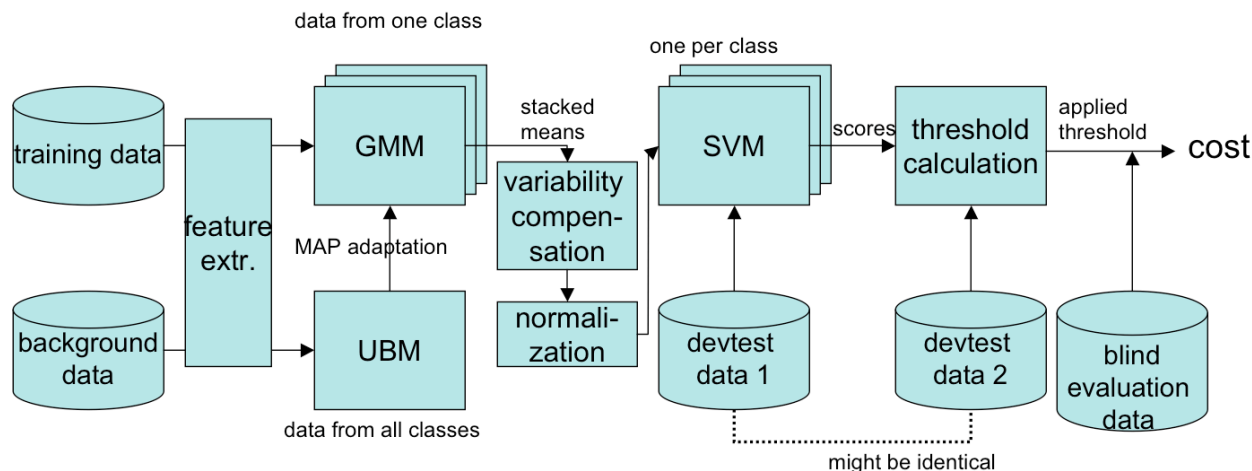 data from one class
one per class
training data
feature
extr.
GMM
stacked
means
variability
compen-
sation
normali-
zation
SVM
scores
threshold
calculation
applied
threshold
cost
MAP adaptation
background
data
UBM
data from all classes
devtest
data 1
devtest
data 2
blind
evaluation
data
might be identical